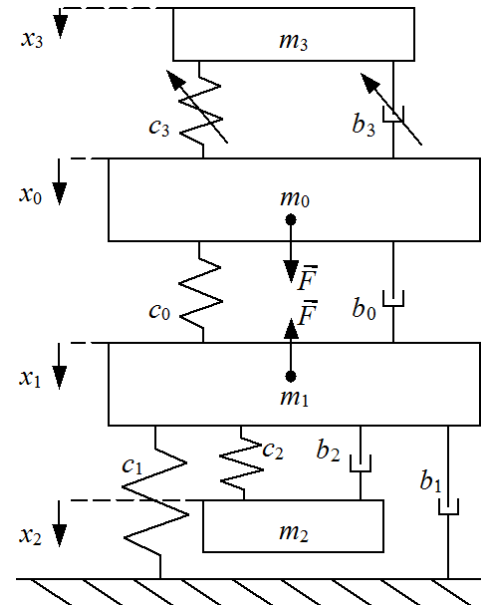 x₃
m₃
c₃
b₃
x₀
m₀
F̄
c₀
b₀
F̄
x₁
m₁
c₁
c₂
b₂
b₁
x₂
m₂